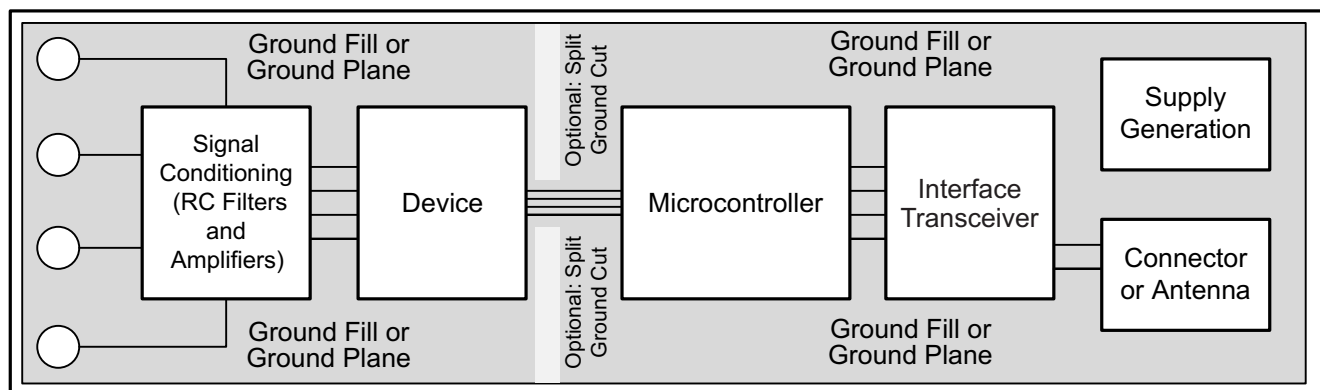 Ground Fill or
Ground Plane
Optional: Split
Ground Cut
Ground Fill or
Ground Plane
Supply
Generation
Signal
Conditioning
(RC Filters
and
Amplifiers)
Device
Microcontroller
Interface
Transceiver
Connector
or Antenna
Ground Fill or
Ground Plane
Optional: Split
Ground Cut
Ground Fill or
Ground Plane